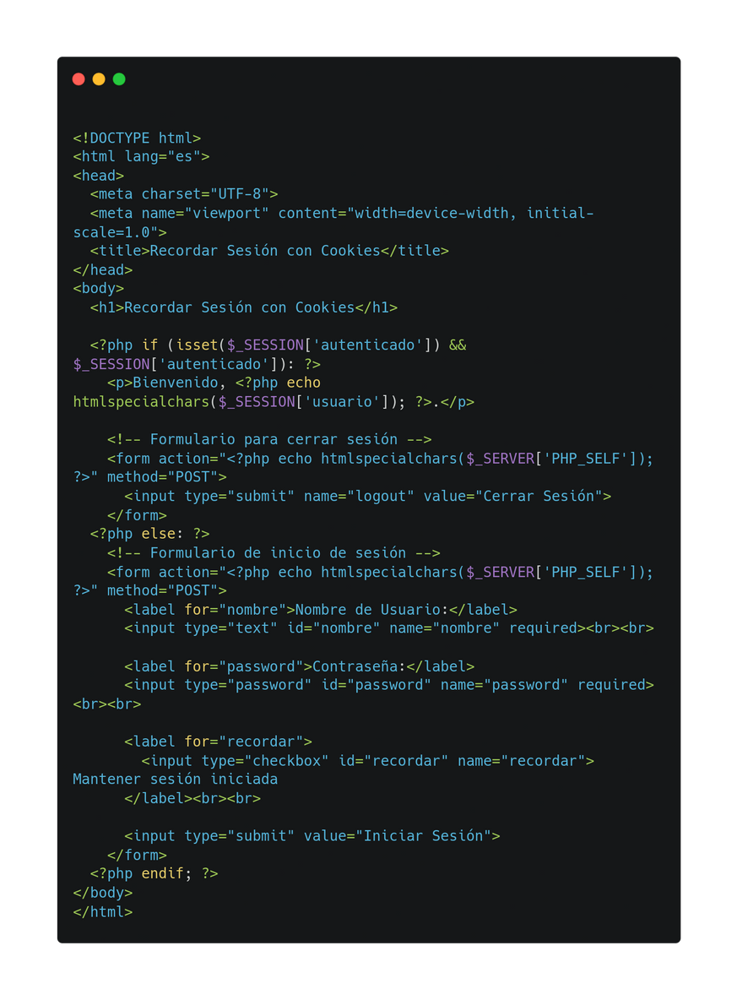 <!DOCTYPE html>
<html lang="es">
<head>
  <meta charset="UTF-8">
  <meta name="viewport" content="width=device-width, initial-
scale=1.0">
  <title>Recordar Sesión con Cookies</title>
</head>
<body>
  <h1>Recordar Sesión con Cookies</h1>

  <?php if (isset($_SESSION['autenticado']) &&
$_SESSION['autenticado']): ?>
    <p>Bienvenido, <?php echo
htmlspecialchars($_SESSION['usuario']); ?>.</p>

    <!-- Formulario para cerrar sesión -->
    <form action="<?php echo htmlspecialchars($_SERVER['PHP_SELF']);
?>" method="POST">
      <input type="submit" name="logout" value="Cerrar Sesión">
    </form>
  <?php else: ?>
    <!-- Formulario de inicio de sesión -->
    <form action="<?php echo htmlspecialchars($_SERVER['PHP_SELF']);
?>" method="POST">
      <label for="nombre">Nombre de Usuario:</label>
      <input type="text" id="nombre" name="nombre" required><br><br>

      <label for="password">Contraseña:</label>
      <input type="password" id="password" name="password" required>
<br><br>

      <label for="recordar">
        <input type="checkbox" id="recordar" name="recordar">
Mantener sesión iniciada
      </label><br><br>

      <input type="submit" value="Iniciar Sesión">
    </form>
  <?php endif; ?>
</body>
</html>